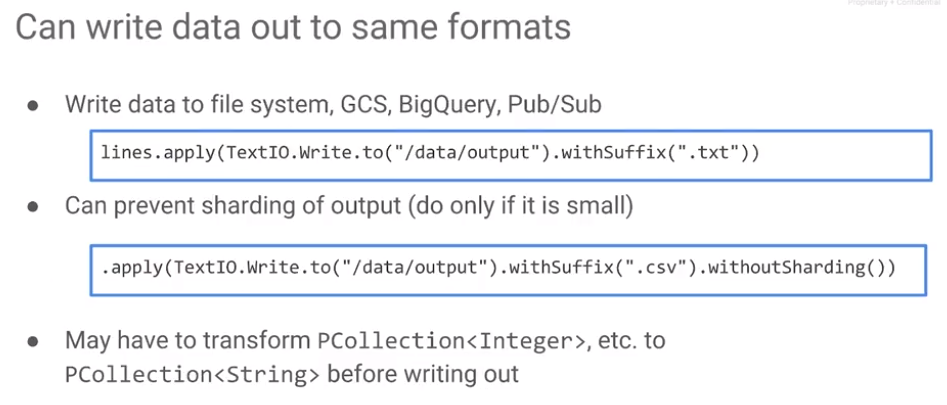 Proprietary + Confidential
Can write data out to same formats
● Write data to file system, GCS, BigQuery, Pub/Sub
lines.apply(TextIO.Write.to("/data/output").withSuffix(".txt"))
● Can prevent sharding of output (do only if it is small)
.apply(TextIO.Write.to("/data/output").withSuffix(".csv").withoutSharding())
● May have to transform PCollection<Integer>, etc. to
PCollection<String> before writing out